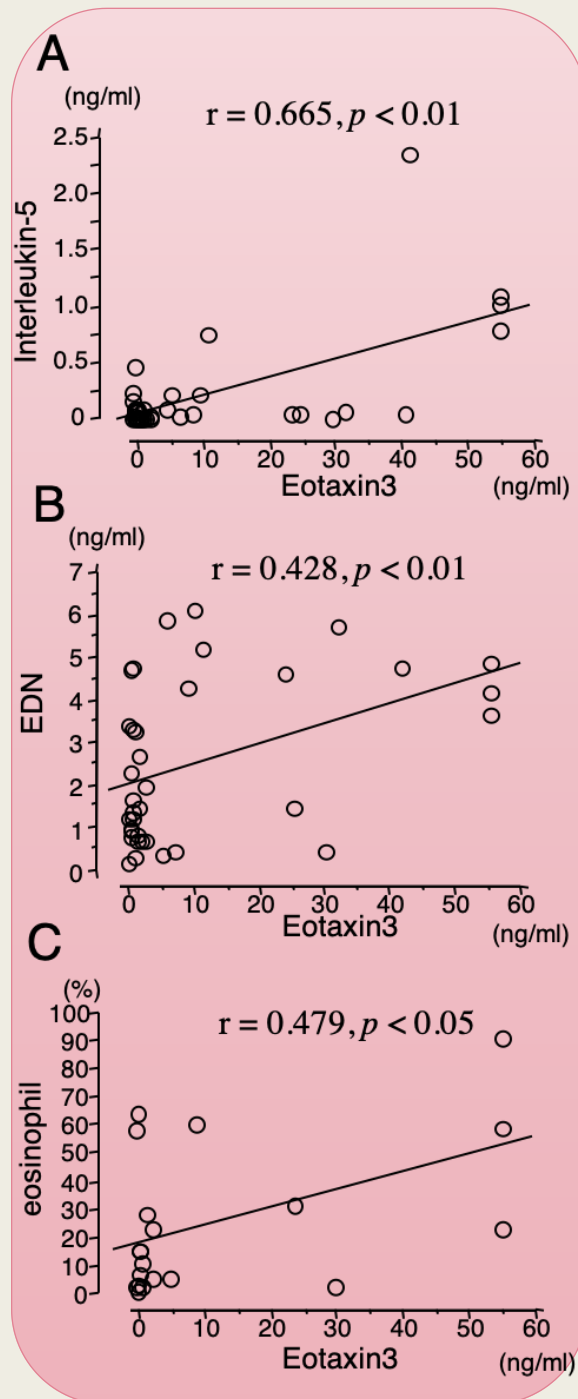 A
(ng/ml)
r = 0.665, p < 0.01
2.5
2.0
1.5
1.0
0.5
0
Interleukin-5
0 10 20 30 40 50 60
Eotaxin3 (ng/ml)
B
(ng/ml)
r = 0.428, p < 0.01
7
6
5
4
3
2
1
0
EDN
0 10 20 30 40 50 60
Eotaxin3 (ng/ml)
C
(%)
r = 0.479, p < 0.05
100
90
80
70
60
50
40
30
20
10
0
eosinophil
0 10 20 30 40 50 60
Eotaxin3 (ng/ml)